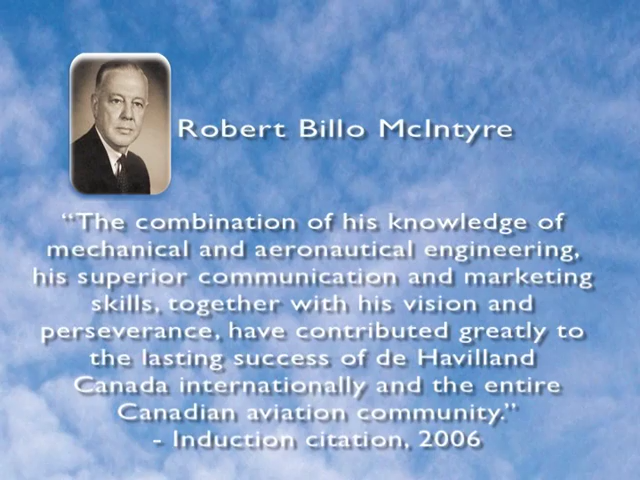 Robert Billo McIntyre
“The combination of his knowledge of
mechanical and aeronautical engineering,
his superior communication and marketing
skills, together with his vision and
perseverance, have contributed greatly to
the lasting success of de Havilland
Canada internationally and the entire
Canadian aviation community.”
- Induction citation, 2006